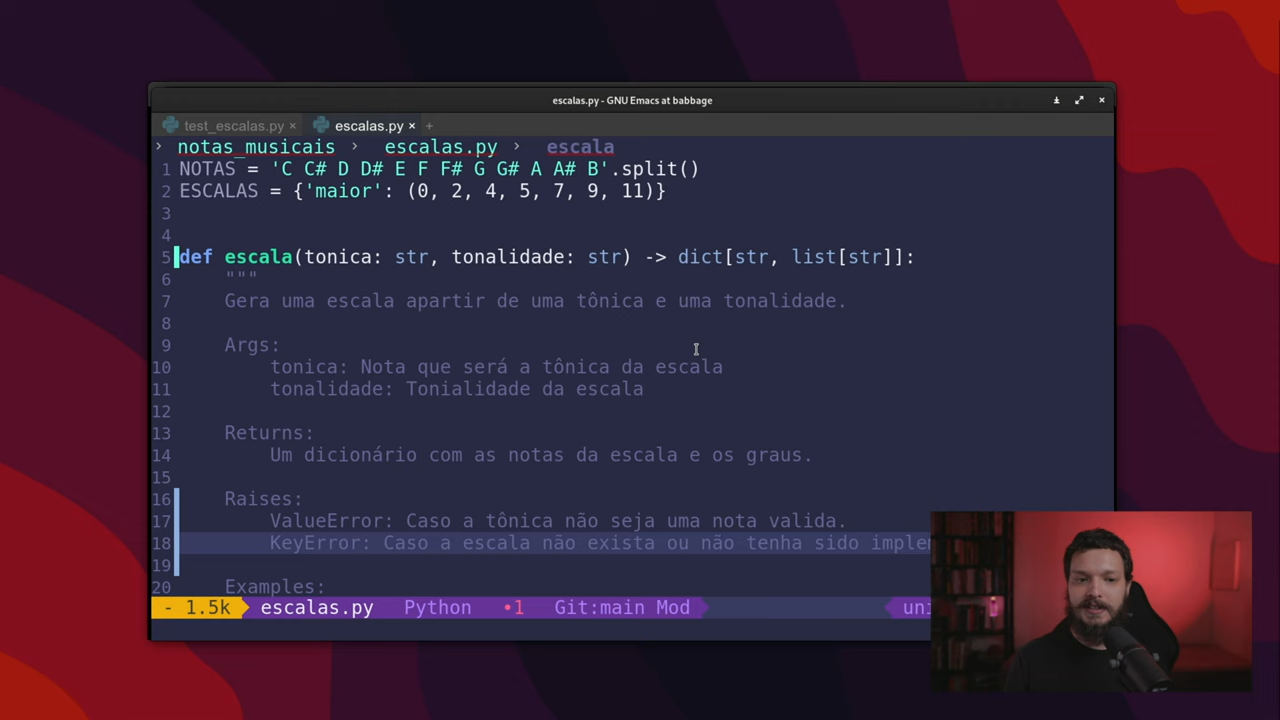 escalas.py - GNU Emacs at babbage
test_escalas.py × escalas.py × +
› notas_musicais › escalas.py › escala
1 NOTAS = 'C C# D D# E F F# G G# A A# B'.split()
2 ESCALAS = {'maior': (0, 2, 4, 5, 7, 9, 11)}
3
4
5 def escala(tonica: str, tonalidade: str) -> dict[str, list[str]]:
6 """
7 Gera uma escala apartir de uma tônica e uma tonalidade.
8
9 Args:
10 tonica: Nota que será a tônica da escala
11 tonalidade: Tonialidade da escala
12
13 Returns:
14 Um dicionário com as notas da escala e os graus.
15
16 Raises:
17 ValueError: Caso a tônica não seja uma nota valida.
18 KeyError: Caso a escala não exista ou não tenha sido implem
19
20 Examples:
- 1.5k escalas.py Python •1 Git:main Mod uni